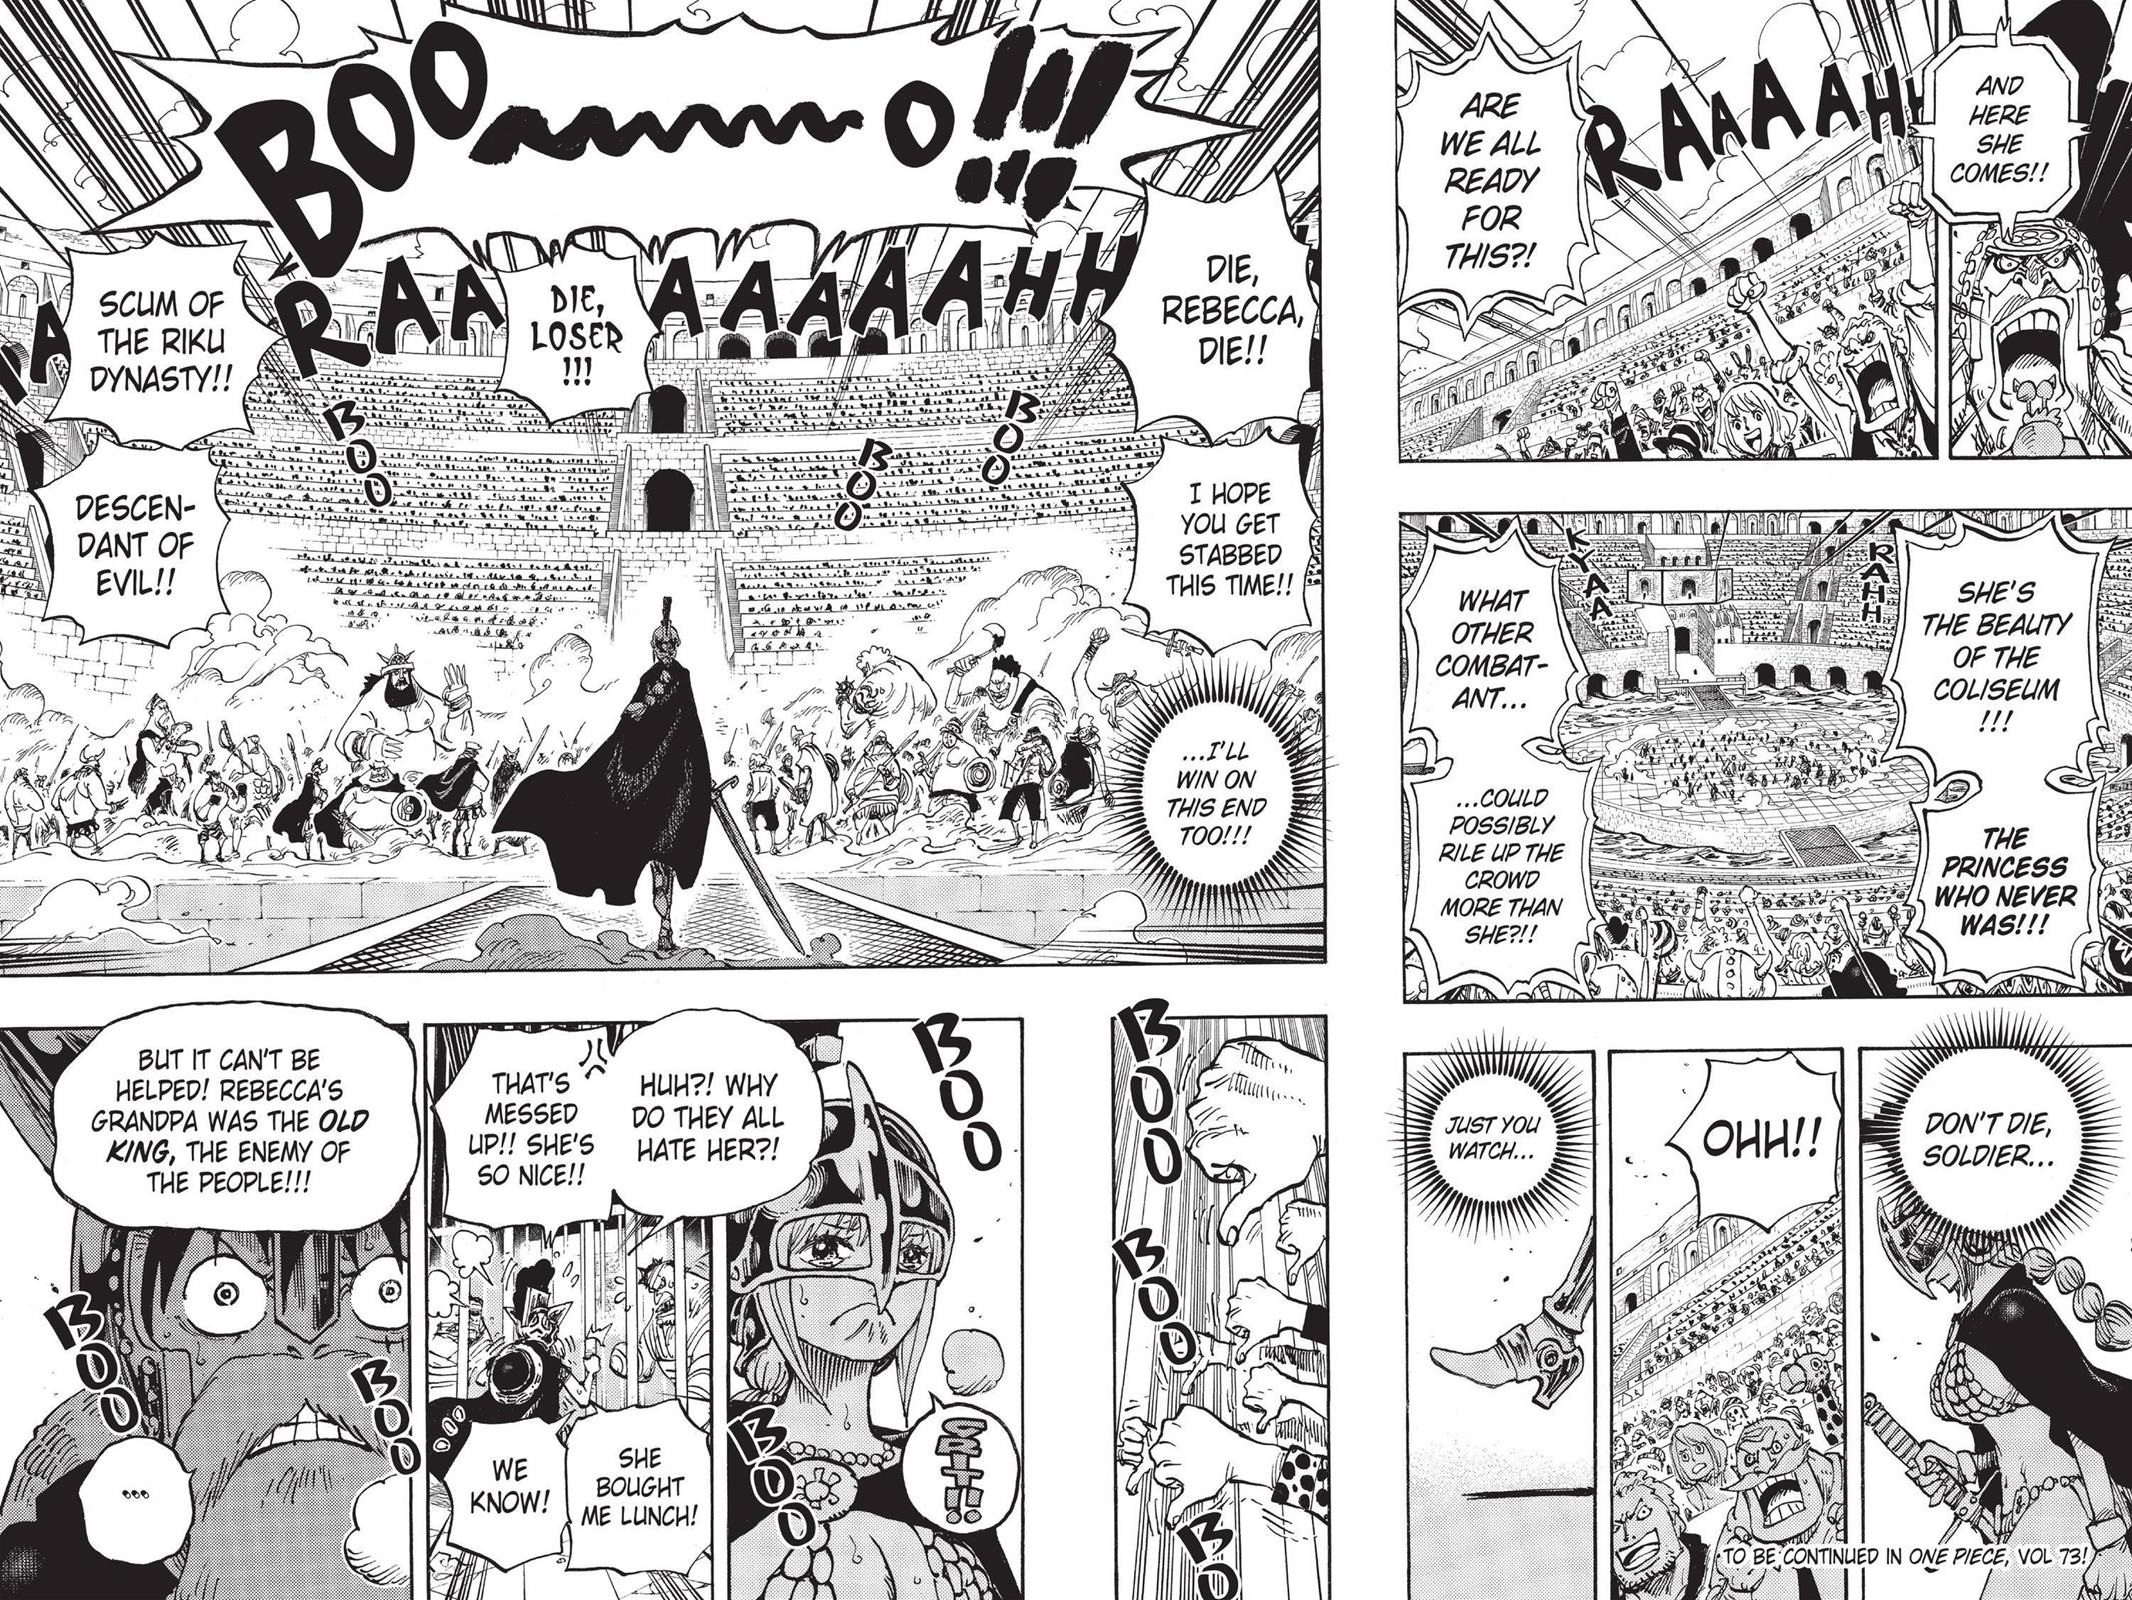 AND
HERE
SHE
COMES!!
RAAAAHH
ARE
WE ALL
READY
FOR
THIS?!
RAHH
SHE'S
THE BEAUTY
OF THE
COLISEUM
!!!
THE
PRINCESS
WHO NEVER
WAS!!!
KYAA
WHAT
OTHER
COMBAT-
ANT...
...COULD
POSSIBLY
RILE UP THE
CROWD
MORE THAN
SHE?!!
DON'T DIE,
SOLDIER...
OHH!!
JUST YOU
WATCH...
BOO
O!!!
!!!
RAA
AAAAAAHH
DIE,
REBECCA,
DIE!!
DIE,
LOSER
!!!
SCUM OF
THE RIKU
DYNASTY!!
I HOPE
YOU GET
STABBED
THIS TIME!!
BOO
BOO
BOO
DESCEN-
DANT OF
EVIL!!
...I'LL
WIN ON
THIS END
TOO!!!
BOO
BOO
BOO
BOO
GRIT!!
BOO
HUH?! WHY
DO THEY ALL
HATE HER?!
THAT'S
MESSED
UP!! SHE'S
SO NICE!!
SHE
BOUGHT
ME LUNCH!
WE
KNOW!
BUT IT CAN'T BE
HELPED! REBECCA'S
GRANDPA WAS THE OLD
KING, THE ENEMY OF
THE PEOPLE!!!
BOO
BOO
...
TO BE CONTINUED IN ONE PIECE, VOL 73!